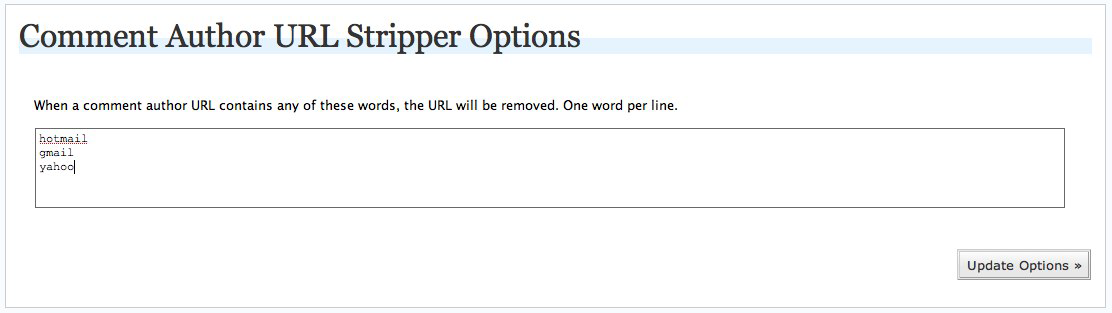 Comment Author URL Stripper Options
When a comment author URL contains any of these words, the URL will be removed. One word per line.
hotmail
gmail
yahoo
Update Options »